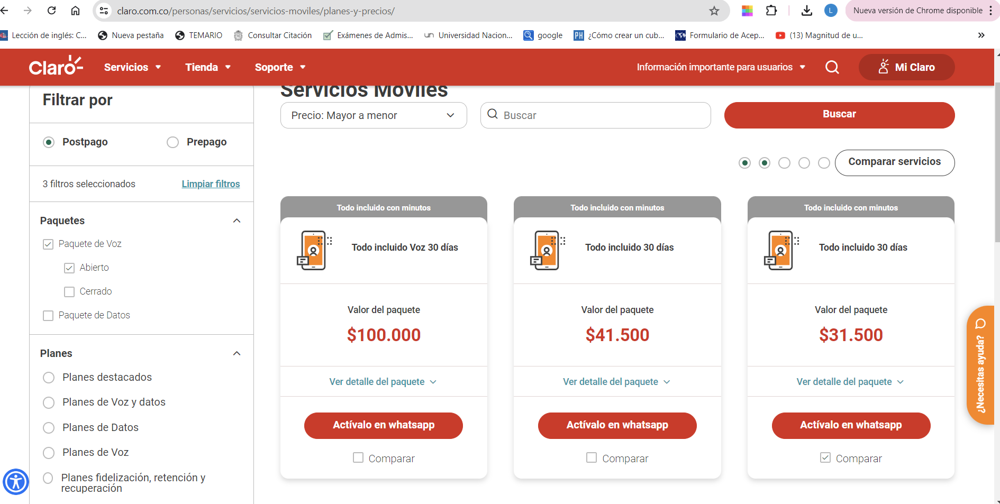 claro.com.co/personas/servicios/servicios-moviles/planes-y-precios/
L
Nueva versión de Chrome disponible
Lección de inglés: C...
Nueva pestaña
TEMARIO
Consultar Citación
Exámenes de Admis...
Universidad Nacion...
google
PH
¿Cómo crear un cub...
Formulario de Acep...
(13) Magnitud de u...
Claro
Servicios
Tienda
Soporte
Información importante para usuarios
Mi Claro
Filtrar por
Postpago
Prepago
3 filtros seleccionados
Limpiar filtros
Paquetes
Paquete de Voz
Abierto
Cerrado
Paquete de Datos
Planes
Planes destacados
Planes de Voz y datos
Planes de Datos
Planes de Voz
Planes fidelización, retención y
recuperación
Servicios Móviles
Precio: Mayor a menor
Buscar
Buscar
Comparar servicios
Todo incluido con minutos
Todo incluido Voz 30 días
Valor del paquete
$100.000
Ver detalle del paquete
Actívalo en whatsapp
Comparar
Todo incluido con minutos
Todo incluido 30 días
Valor del paquete
$41.500
Ver detalle del paquete
Actívalo en whatsapp
Comparar
Todo incluido con minutos
Todo incluido 30 días
Valor del paquete
$31.500
Ver detalle del paquete
Actívalo en whatsapp
Comparar
¿Necesitas ayuda?